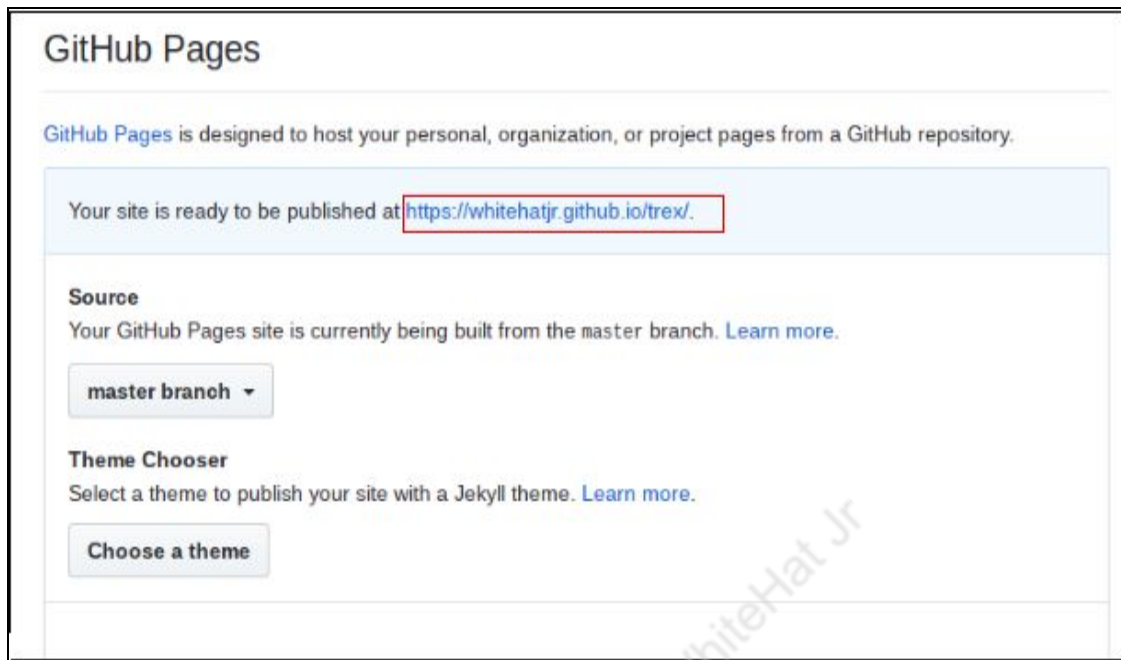 GitHub Pages
GitHub Pages is designed to host your personal, organization, or project pages from a GitHub repository.
Your site is ready to be published at https://whitehatjr.github.io/trex/.
Source
Your GitHub Pages site is currently being built from the master branch. Learn more.
master branch
Theme Chooser
Select a theme to publish your site with a Jekyll theme. Learn more.
Choose a theme
WhiteHat Jr